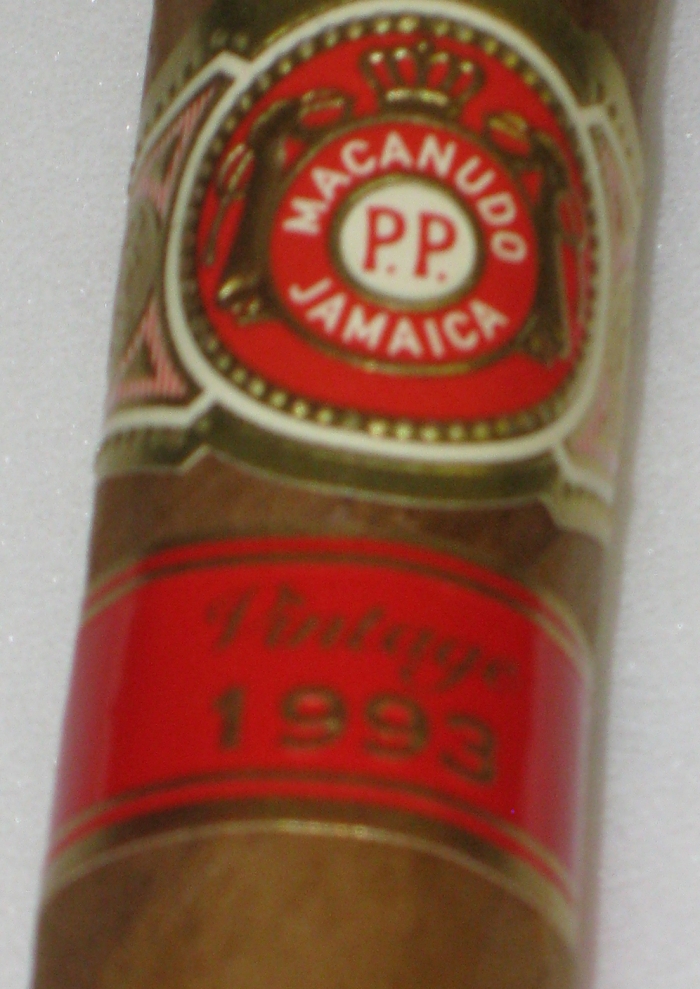 MACANUDO
P.P.
JAMAICA
Vintage
1993